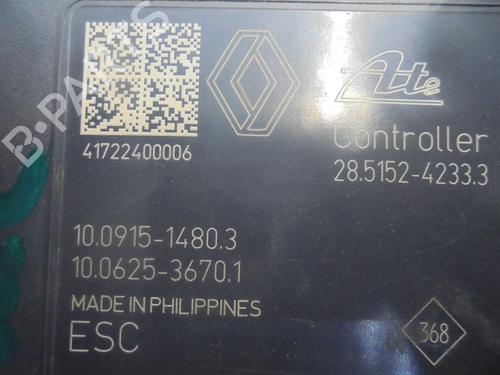 Ate
41722400006
Controller
28.5152-4233.3
10.0915-1480.3
10.0625-3670.1
MADE IN PHILIPPINES
ESC
368
B-PARTS